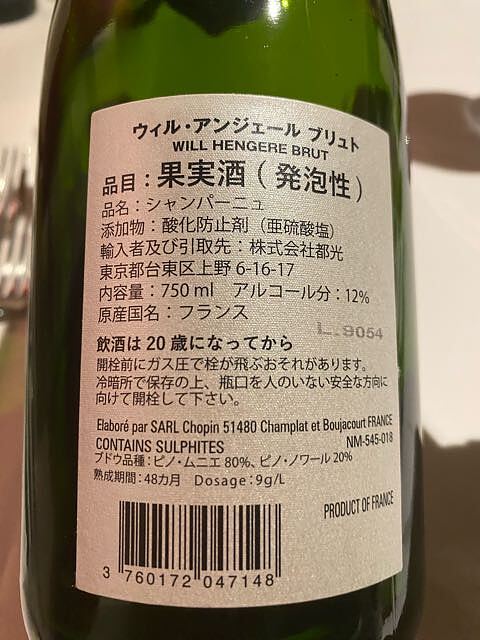 ウィル・アンジェール ブリュト
WILL HENGERE BRUT
品目：果実酒（発泡性）
品名：シャンパーニュ
添加物：酸化防止剤（亜硫酸塩）
輸入者及び引取先：株式会社都光
東京都台東区上野 6-16-17
内容量：750 ml　アルコール分：12%
原産国名：フランス
L.9054
飲酒は 20 歳になってから
開栓前にガス圧で栓が飛ぶおそれがあります。
冷暗所で保存の上、瓶口を人のいない安全な方向に
向けて開栓して下さい。
Elaboré par SARL Chopin 51480 Champlat et Boujacourt FRANCE
CONTAINS SULPHITES NM-545-018
ブドウ品種：ピノ・ムニエ 80%、ピノ・ノワール 20%
熟成期間：48カ月　Dosage：9g/L
PRODUCT OF FRANCE
3 760172 047148